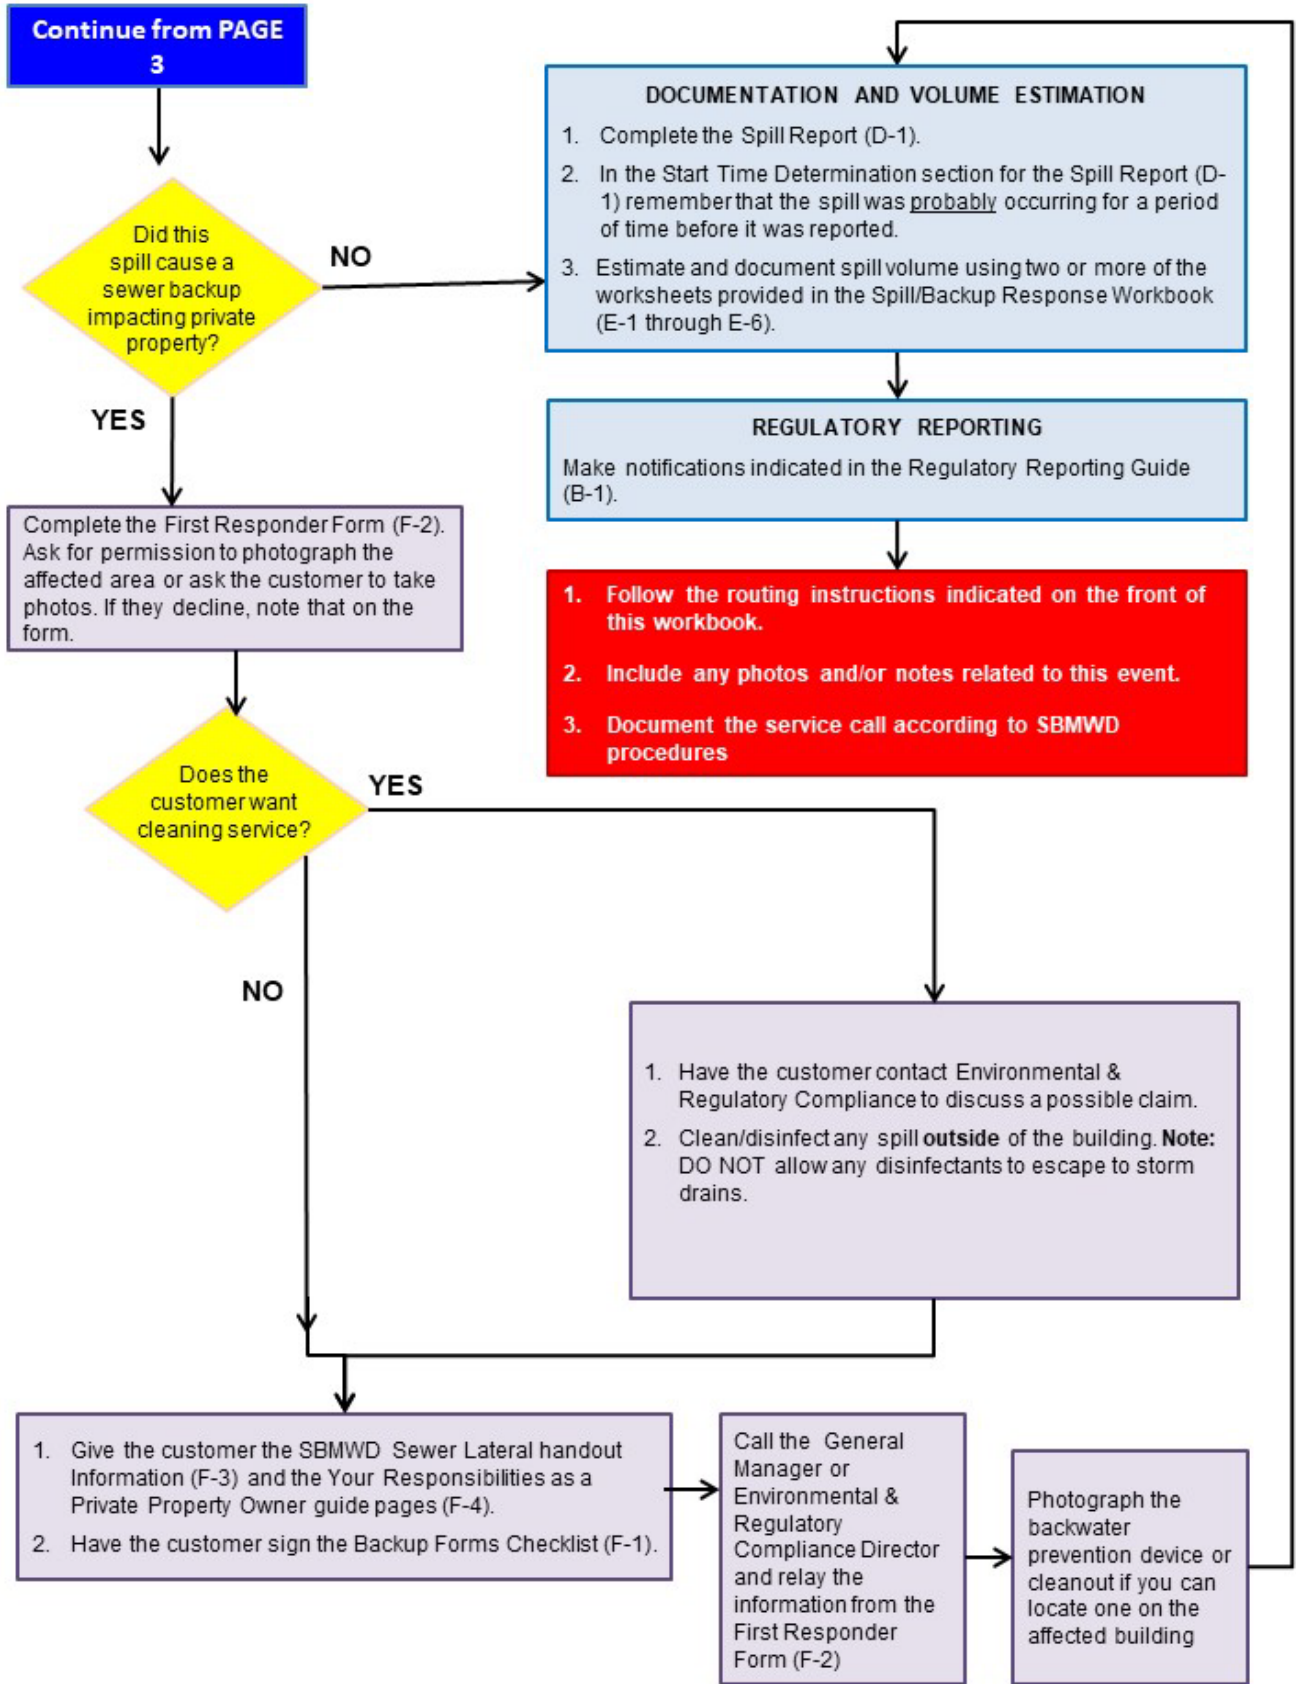 Continue from PAGE
3
Did this
spill cause a
sewer backup
impacting private
property?
NO
YES
DOCUMENTATION AND VOLUME ESTIMATION
1. Complete the Spill Report (D-1).
2. In the Start Time Determination section for the Spill Report (D-
1) remember that the spill was probably occurring for a period
of time before it was reported.
3. Estimate and document spill volume using two or more of the
worksheets provided in the Spill/Backup Response Workbook
(E-1 through E-6).
REGULATORY REPORTING
Make notifications indicated in the Regulatory Reporting Guide
(B-1).
1. Follow the routing instructions indicated on the front of
this workbook.
2. Include any photos and/or notes related to this event.
3. Document the service call according to SBMWD
procedures
Complete the First Responder Form (F-2).
Ask for permission to photograph the
affected area or ask the customer to take
photos. If they decline, note that on the
form.
Does the
customer want
cleaning service?
YES
NO
1. Have the customer contact Environmental &
Regulatory Compliance to discuss a possible claim.
2. Clean/disinfect any spill outside of the building. Note:
DO NOT allow any disinfectants to escape to storm
drains.
1. Give the customer the SBMWD Sewer Lateral handout
Information (F-3) and the Your Responsibilities as a
Private Property Owner guide pages (F-4).
2. Have the customer sign the Backup Forms Checklist (F-1).
Call the General
Manager or
Environmental &
Regulatory
Compliance Director
and relay the
information from the
First Responder
Form (F-2)
Photograph the
backwater
prevention device or
cleanout if you can
locate one on the
affected building